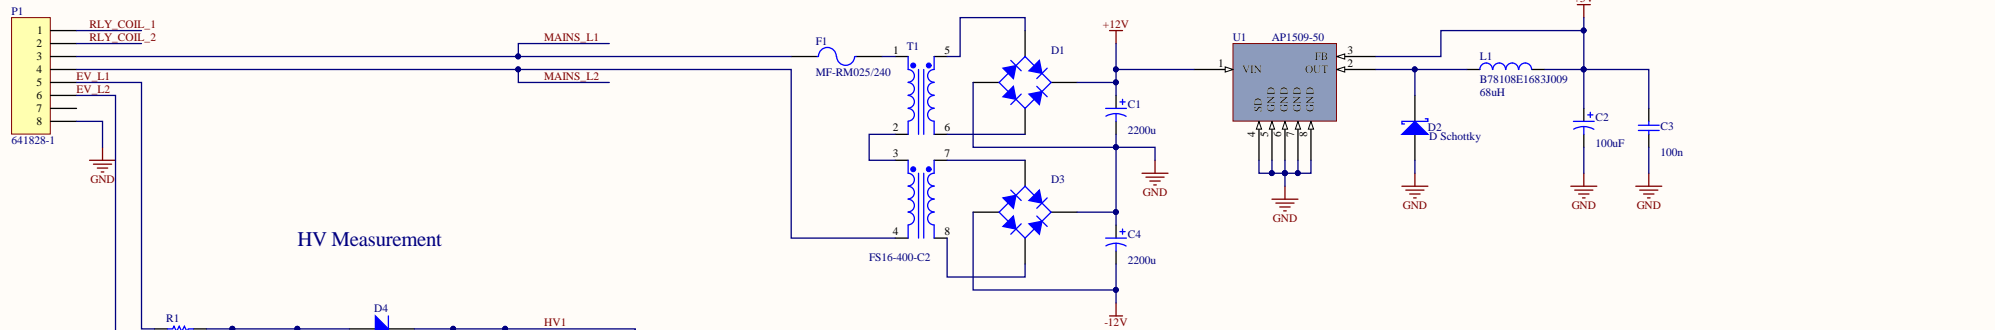 P1
1
2
3
4
5
6
7
8
641828-1
RLY_COIL_1
RLY_COIL_2
EV_L1
EV_L2
GND
MAINS_L1
MAINS_L2
F1
MF-RM025/240
T1
1
2
3
4
5
6
7
8
FS16-400-C2
D1
D3
+12V
C1
2200u
GND
C4
2200u
-12V
U1
AP1509-50
1
VIN
FB
3
OUT
2
SD
GND
GND
GND
GND
4
5
6
7
8
GND
D2
D Schottky
GND
L1
B78108E1683J009
68uH
C2
100uF
GND
C3
100n
GND
HV Measurement
R1
D4
HV1